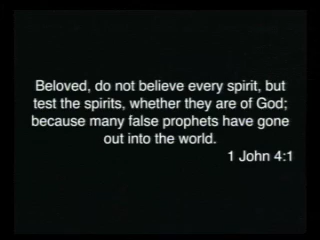 Beloved, do not believe every spirit, but
test the spirits, whether they are of God;
because many false prophets have gone
out into the world.
1 John 4:1